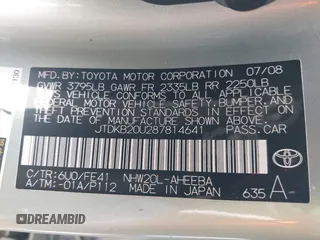 MFD. BY: TOYOTA MOTOR CORPORATION 07/08
GVWR 3795LB GAWR FR 2335LB RR 2250LB
THIS VEHICLE CONFORMS TO ALL APPLICABLE
FEDERAL MOTOR VEHICLE SAFETY, BUMPER, AND
THEFT PREVENTION STANDARDS IN EFFECT ON
THE DATE OF MANUFACTURE SHOWN ABOVE.
JTDKB20U287814641 PASS.CAR
C/TR: 6U0/FE41 NHW20L-AHEEBA
A/TM: -01A/P112 MADE IN JAPAN 635 A
TOYOTA
DREAMBID